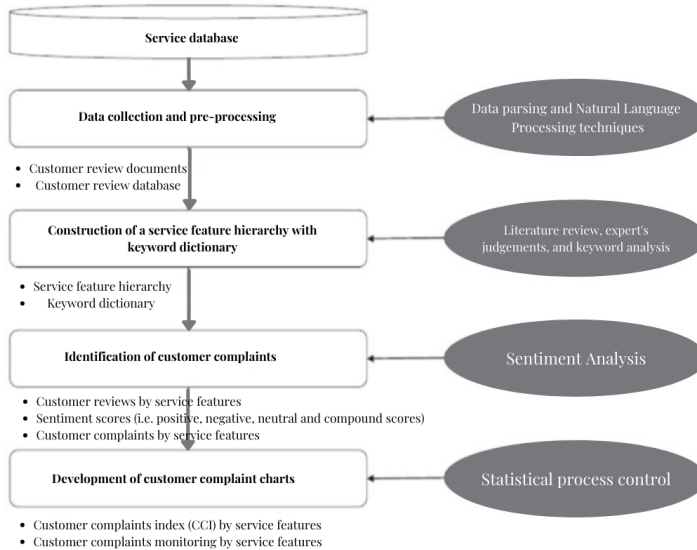 Service database
Data collection and pre-processing
Data parsing and Natural Language
Processing techniques
• Customer review documents
• Customer review database
Construction of a service feature hierarchy with
keyword dictionary
Literature review, expert's
judgements, and keyword analysis
• Service feature hierarchy
• Keyword dictionary
Identification of customer complaints
Sentiment Analysis
• Customer reviews by service features
• Sentiment scores (i.e. positive, negative, neutral and compound scores)
• Customer complaints by service features
Development of customer complaint charts
Statistical process control
• Customer complaints index (CCI) by service features
• Customer complaints monitoring by service features